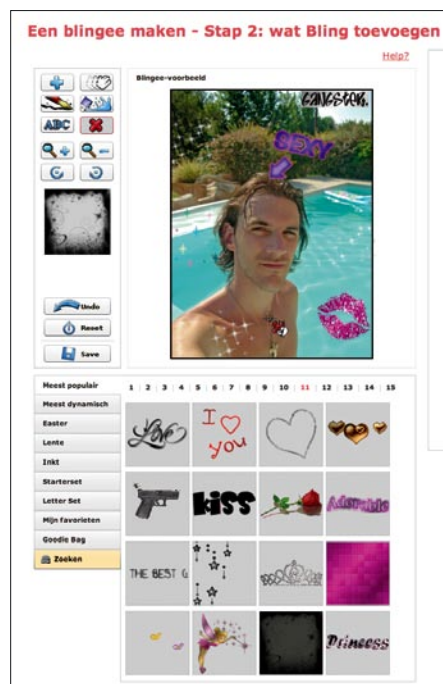 Een blingee maken - Stap 2: wat Bling toevoegen
Help?
Blingee-voorbeeld
GANGSTER.
SEXY
ABC
Undo
Reset
Save
Meest populair
1 | 2 | 3 | 4 | 5 | 6 | 7 | 8 | 9 | 10 | 11 | 12 | 13 | 14 | 15
Meest dynamisch
Easter
Lente
Inkt
Starterset
Letter Set
Mijn favorieten
Goodie Bag
Zoeken
Love
I
you
kiss
Adorable
THE BEST G
Princess